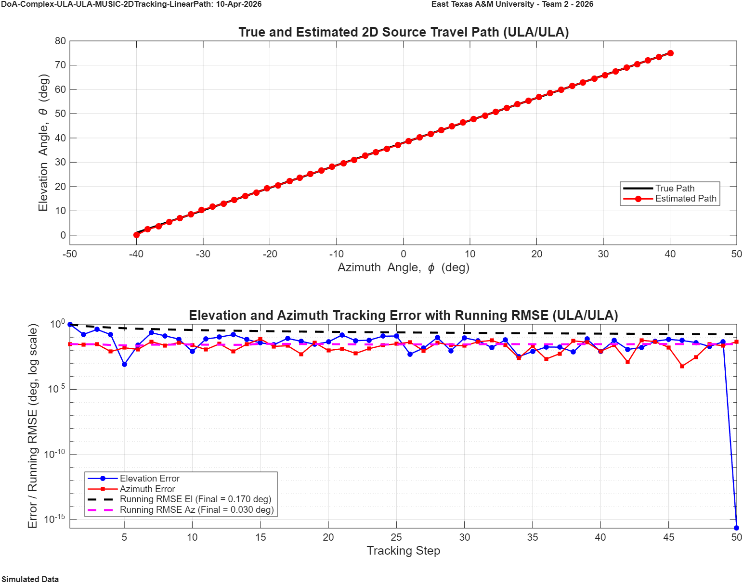 DoA-Complex-ULA-ULA-MUSIC-2DTracking-LinearPath: 10-Apr-2026
East Texas A&M University - Team 2 - 2026
True and Estimated 2D Source Travel Path (ULA/ULA)
80
70
60
50
40
30
20
10
0
Elevation Angle, θ (deg)
True Path
Estimated Path
-50 -40 -30 -20 -10 0 10 20 30 40 50
Azimuth Angle, ϕ (deg)
Elevation and Azimuth Tracking Error with Running RMSE (ULA/ULA)
10^0
10^-5
10^-10
10^-15
Error / Running RMSE (deg, log scale)
Elevation Error
Azimuth Error
Running RMSE El (Final = 0.170 deg)
Running RMSE Az (Final = 0.030 deg)
5 10 15 20 25 30 35 40 45 50
Tracking Step
Simulated Data